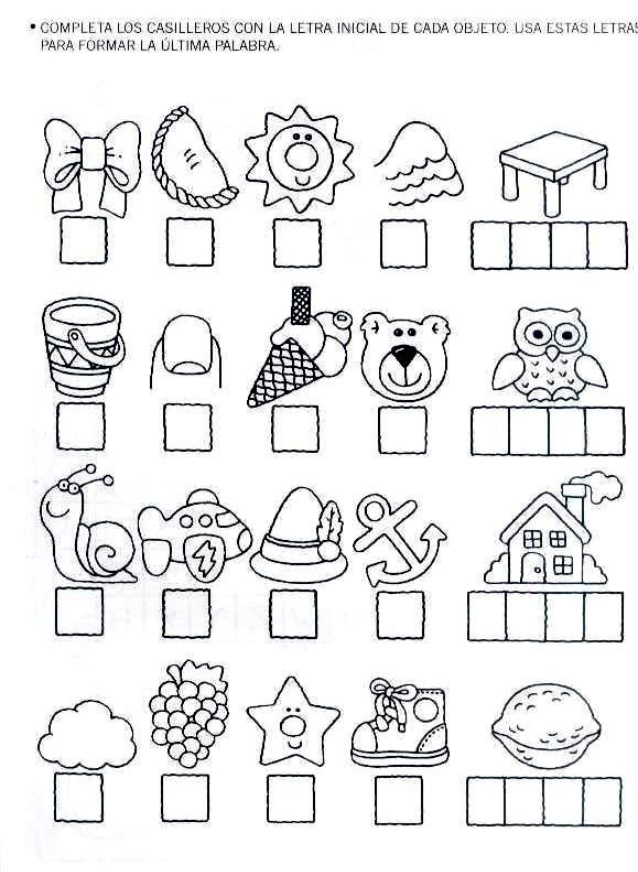 • COMPLETA LOS CASILLEROS CON LA LETRA INICIAL DE CADA OBJETO. USA ESTAS LETRAS
PARA FORMAR LA ÚLTIMA PALABRA.